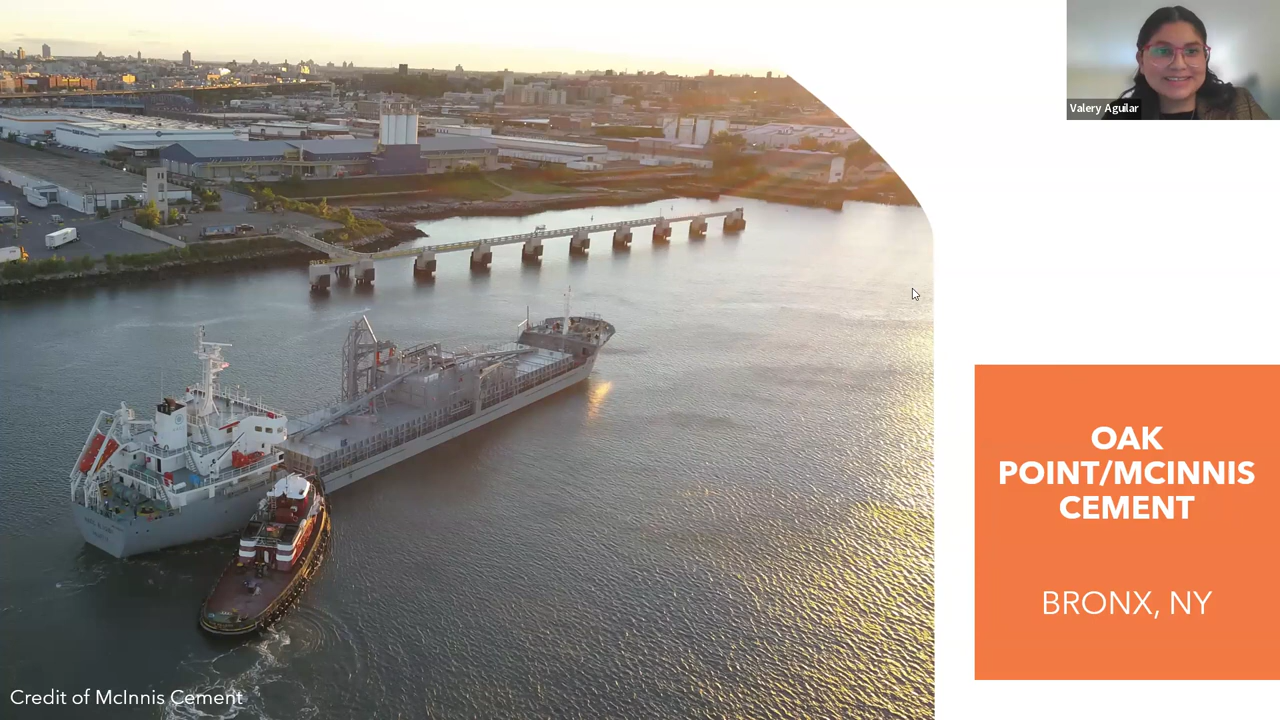 Valery Aguilar
OAK
POINT/MCINNIS
CEMENT
BRONX, NY
Credit of McInnis Cement